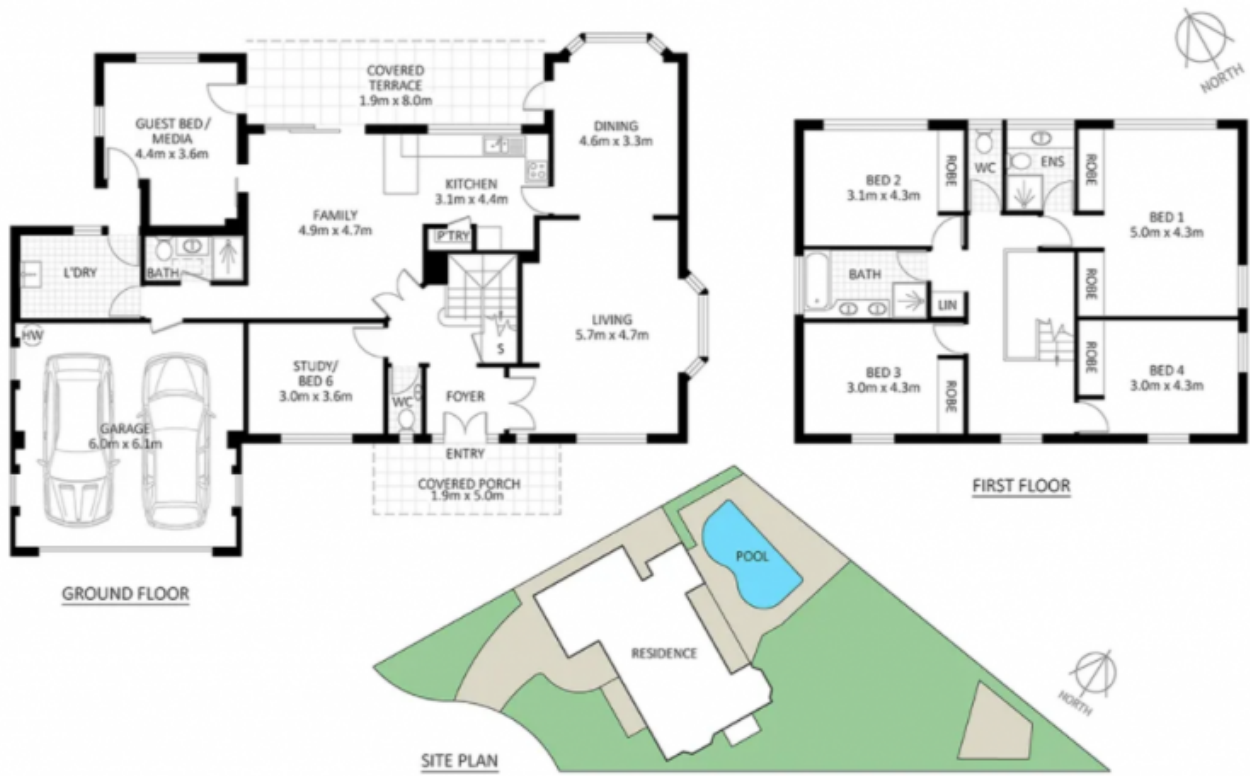 COVERED
TERRACE
1.9m x 8.0m
GUEST BED/
MEDIA
4.4m x 3.6m
DINING
4.6m x 3.3m
KITCHEN
3.1m x 4.4m
FAMILY
4.9m x 4.7m
P'TRY
L'DRY
BATH
LIVING
5.7m x 4.7m
HW
S
STUDY/
BED 6
3.0m x 3.6m
WC
FOYER
GARAGE
6.0m x 6.1m
ENTRY
COVERED PORCH
1.9m x 5.0m
GROUND FLOOR
NORTH
BED 2
3.1m x 4.3m
ROBE
WC
ENS
ROBE
BED 1
5.0m x 4.3m
BATH
LIN
ROBE
BED 3
3.0m x 4.3m
ROBE
ROBE
BED 4
3.0m x 4.3m
FIRST FLOOR
POOL
RESIDENCE
NORTH
SITE PLAN